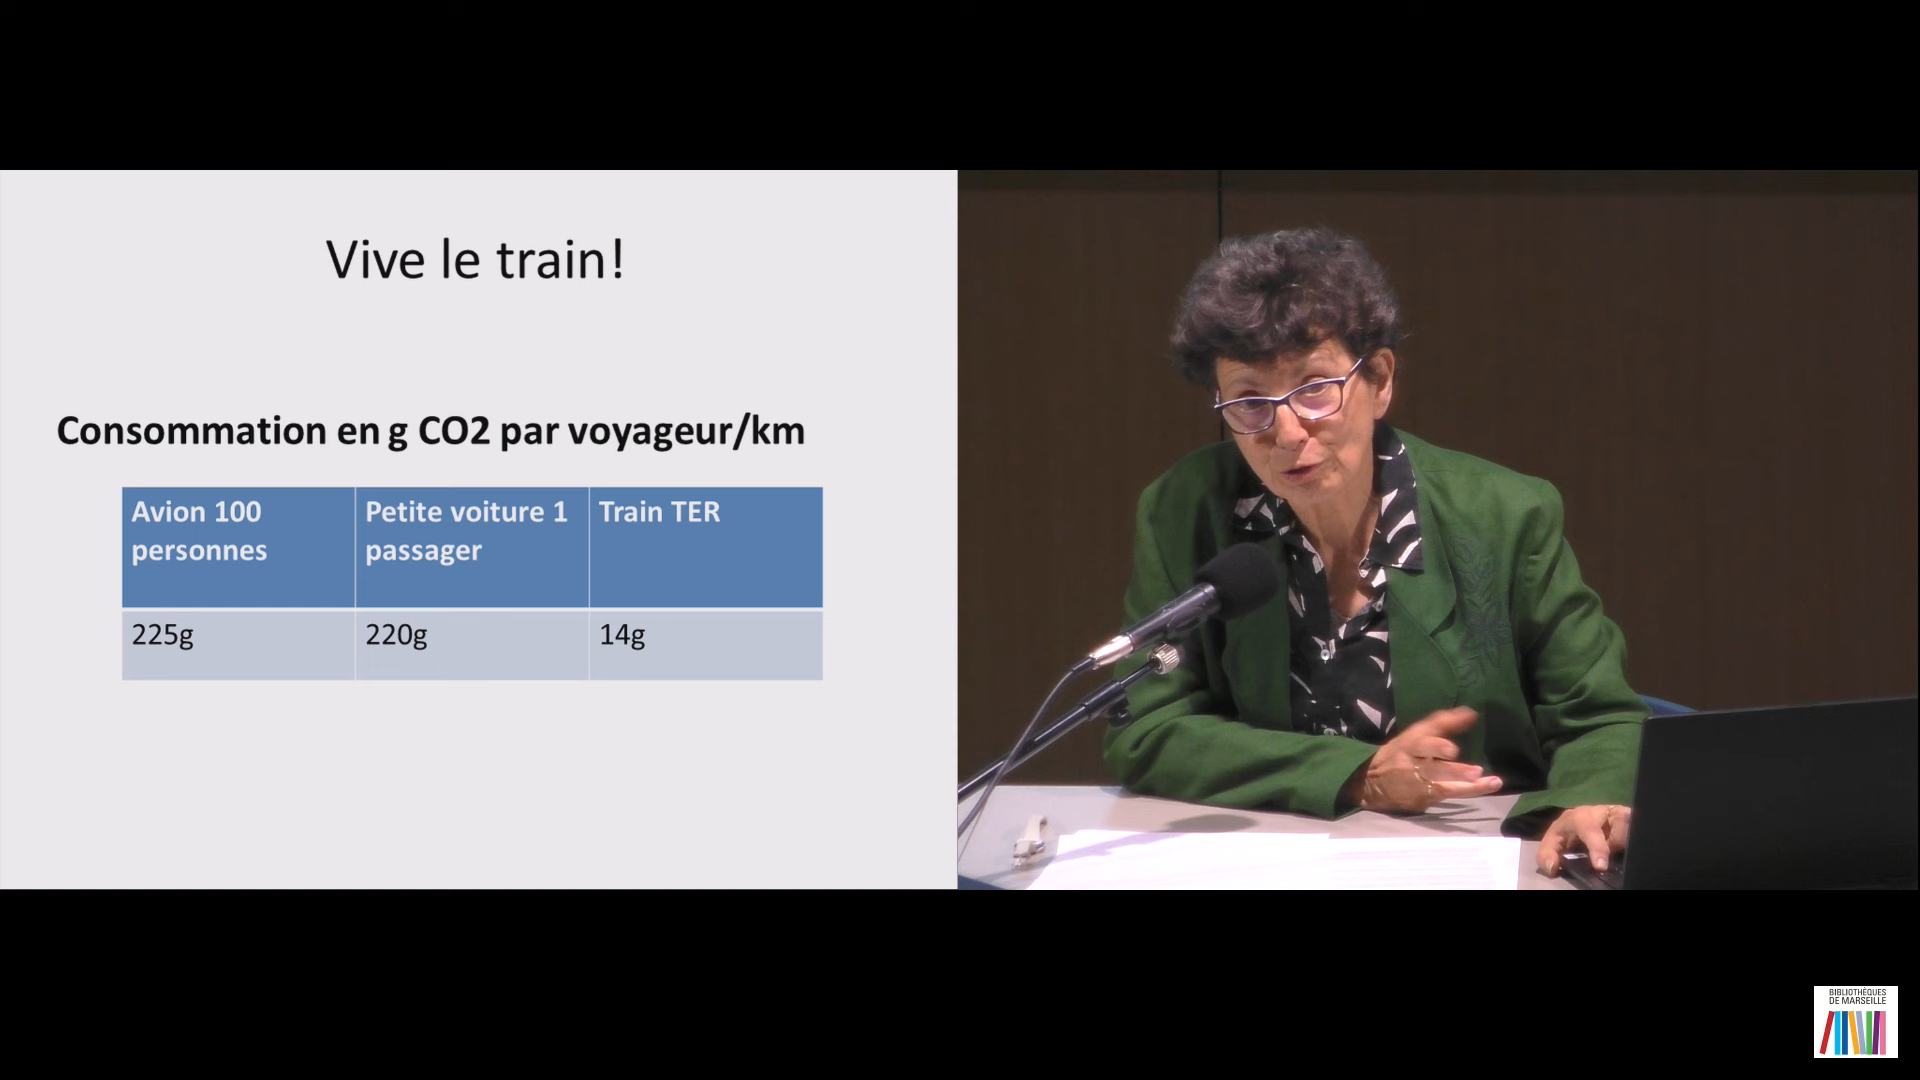 Vive le train!
Consommation en g CO2 par voyageur/km
Avion 100
personnes
Petite voiture 1
passager
Train TER
225g
220g
14g
BIBLIOTHÈQUES
DE MARSEILLE